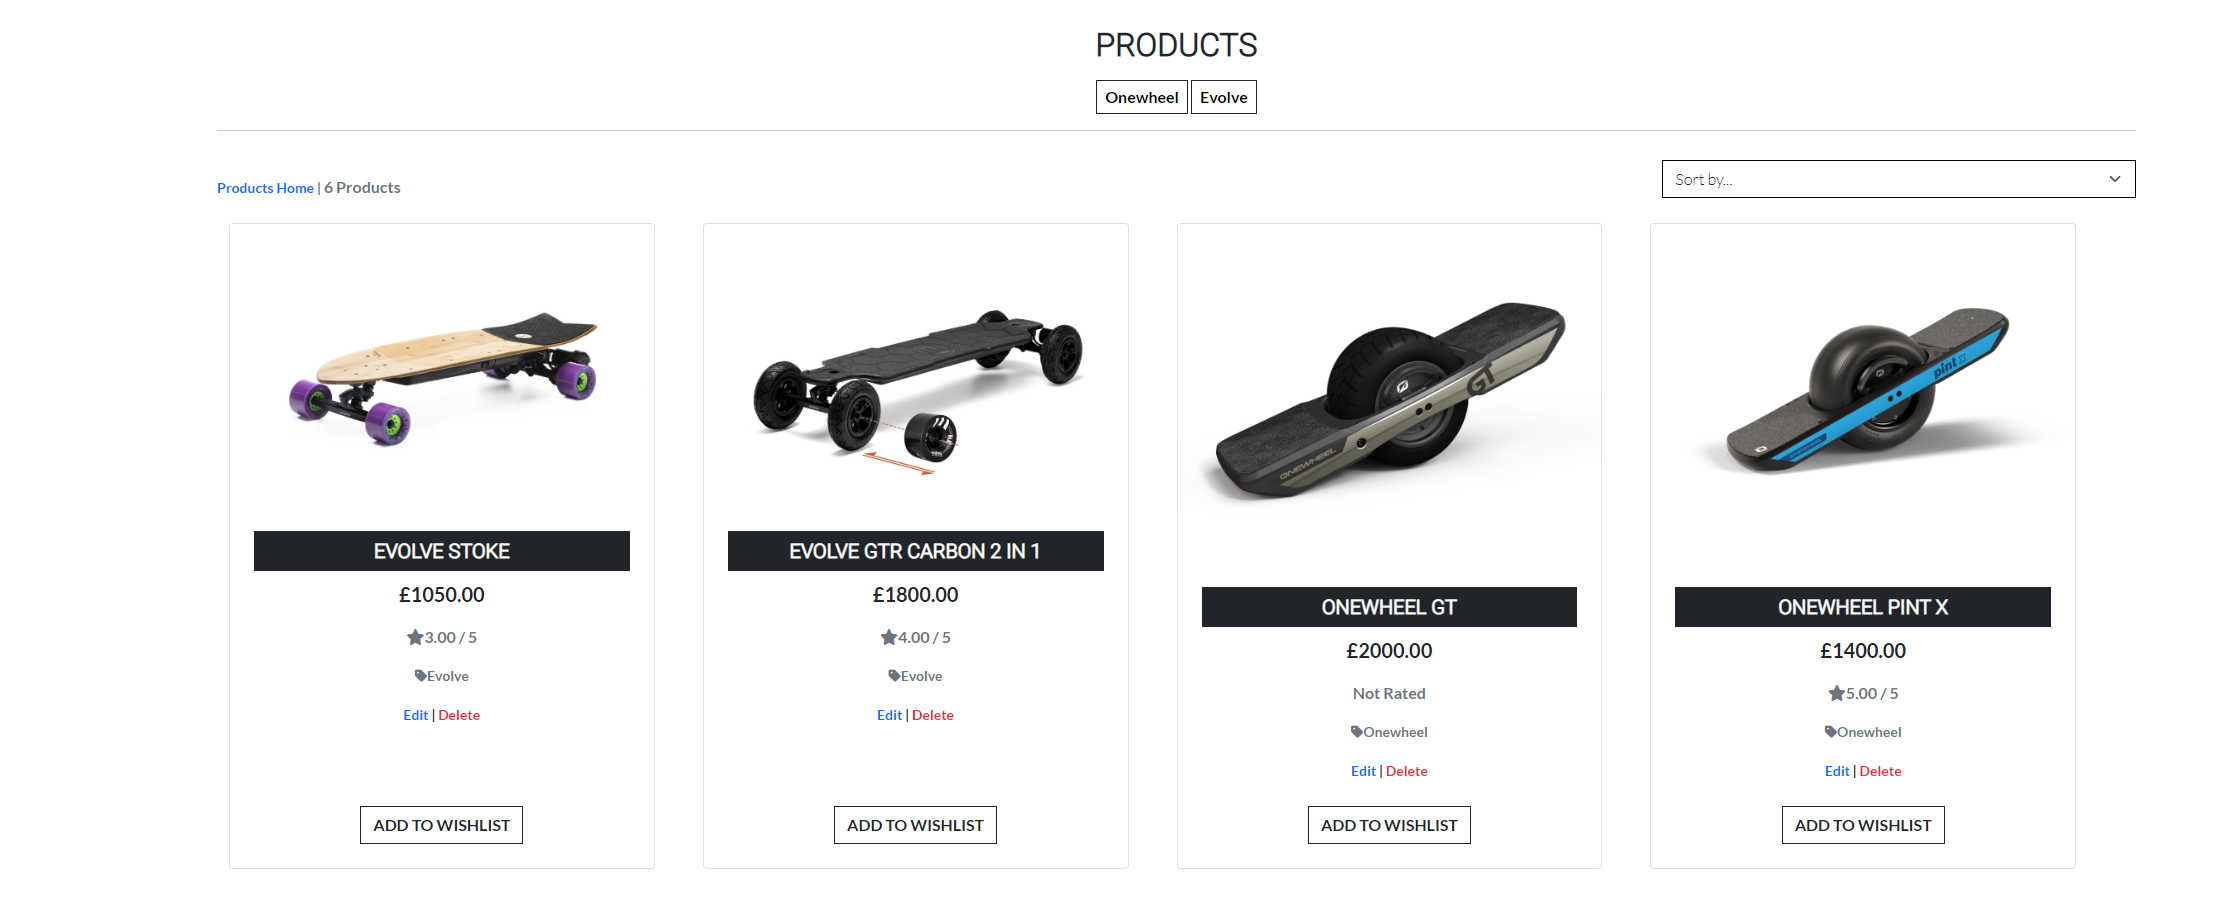 PRODUCTS
Onewheel Evolve
Products Home | 6 Products
Sort by...
EVOLVE STOKE
£1050.00
3.00 / 5
Evolve
Edit | Delete
ADD TO WISHLIST
EVOLVE GTR CARBON 2 IN 1
£1800.00
4.00 / 5
Evolve
Edit | Delete
ADD TO WISHLIST
GT
ONEWHEEL
ONEWHEEL GT
£2000.00
Not Rated
Onewheel
Edit | Delete
ADD TO WISHLIST
pint X
ONEWHEEL PINT X
£1400.00
5.00 / 5
Onewheel
Edit | Delete
ADD TO WISHLIST